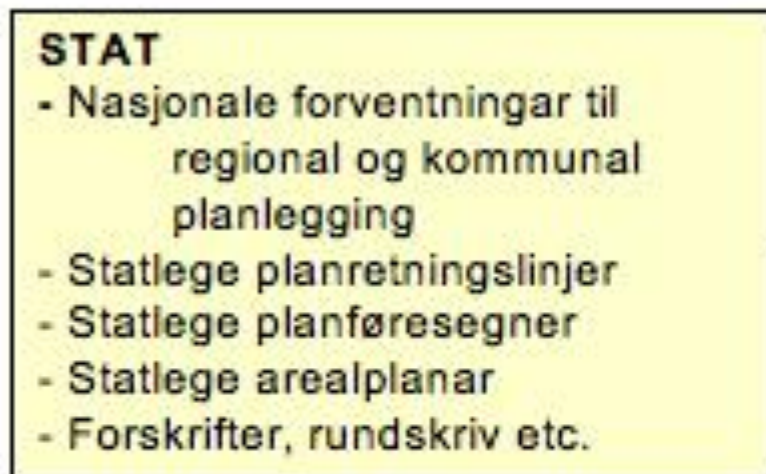 STAT
- Nasjonale forventningar til
regional og kommunal
planlegging
- Statlege planretningslinjer
- Statlege planføresegner
- Statlege arealplanar
- Forskrifter, rundskriv etc.